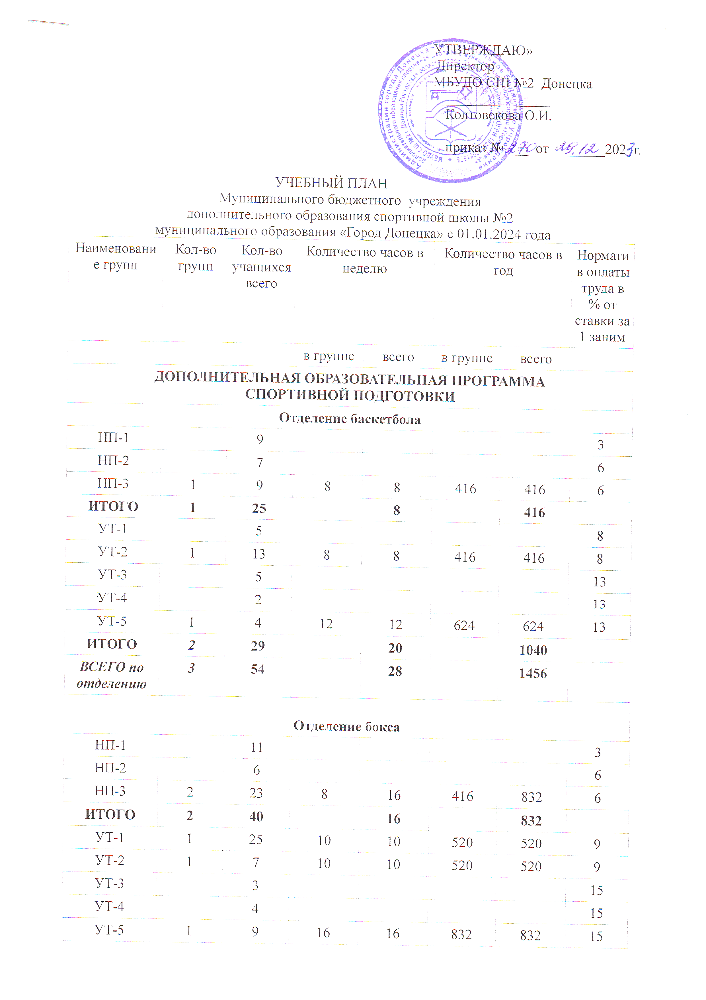 УТВЕРЖДАЮ»
Директор
МБУДО СШ №2 Донецка
Колтовскова О.И.
приказ № 270 от 29.12 2023г.
УЧЕБНЫЙ ПЛАН
Муниципального бюджетного учреждения
дополнительного образования спортивной школы №2
муниципального образования «Город Донецка» с 01.01.2024 года
Наименовани
е групп
Кол-во
групп
Кол-во
учащихся
всего
Количество часов в
неделю
Количество часов в
год
Нормати
в оплаты
труда в
% от
ставки за
1 заним
в группе всего в группе всего
ДОПОЛНИТЕЛЬНАЯ ОБРАЗОВАТЕЛЬНАЯ ПРОГРАММА
СПОРТИВНОЙ ПОДГОТОВКИ
Отделение баскетбола
НП-1 9 3
НП-2 7 6
НП-3 1 9 8 8 416 416 6
ИТОГО 1 25 8 416
УТ-1 5 8
УТ-2 1 13 8 8 416 416 8
УТ-3 5 13
УТ-4 2 13
УТ-5 1 4 12 12 624 624 13
ИТОГО 2 29 20 1040
ВСЕГО по 3 54 28 1456
отделению
Отделение бокса
НП-1 11 3
НП-2 6 6
НП-3 2 23 8 16 416 832 6
ИТОГО 2 40 16 832
УТ-1 1 25 10 10 520 520 9
УТ-2 1 7 10 10 520 520 9
УТ-3 3 15
УТ-4 4 15
УТ-5 1 9 16 16 832 832 15